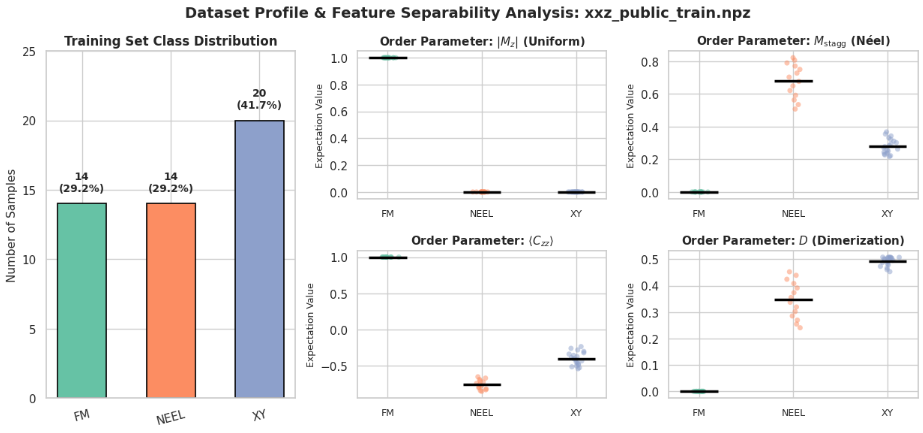 Dataset Profile & Feature Separability Analysis: xxz_public_train.npz
Training Set Class Distribution
Number of Samples
25
20
15
10
5
0
14
(29.2%)
14
(29.2%)
20
(41.7%)
FM
NEEL
XY
Order Parameter: |M_z| (Uniform)
Expectation Value
1.0
0.8
0.6
0.4
0.2
0.0
FM
NEEL
XY
Order Parameter: M_stagg (Néel)
Expectation Value
0.8
0.6
0.4
0.2
0.0
FM
NEEL
XY
Order Parameter: ⟨C_zz⟩
Expectation Value
1.0
0.5
0.0
−0.5
FM
NEEL
XY
Order Parameter: D (Dimerization)
Expectation Value
0.5
0.4
0.3
0.2
0.1
0.0
FM
NEEL
XY